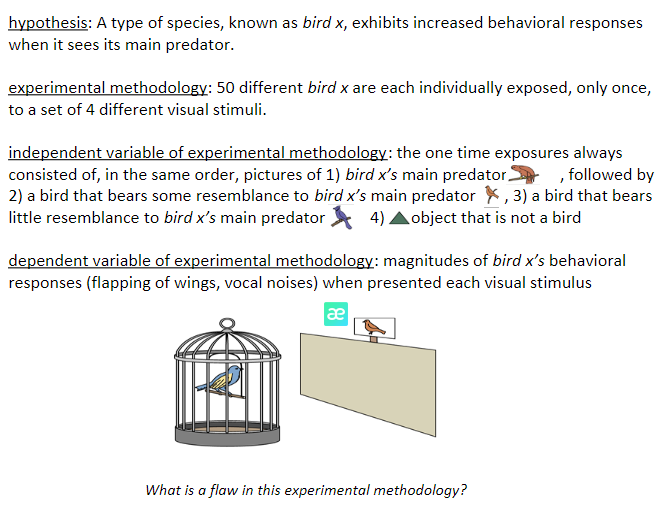 hypothesis: A type of species, known as bird x, exhibits increased behavioral responses
when it sees its main predator.
experimental methodology: 50 different bird x are each individually exposed, only once,
to a set of 4 different visual stimuli.
independent variable of experimental methodology: the one time exposures always
consisted of, in the same order, pictures of 1) bird x’s main predator , followed by
2) a bird that bears some resemblance to bird x’s main predator , 3) a bird that bears
little resemblance to bird x’s main predator 4) object that is not a bird
dependent variable of experimental methodology: magnitudes of bird x’s behavioral
responses (flapping of wings, vocal noises) when presented each visual stimulus
æ
What is a flaw in this experimental methodology?